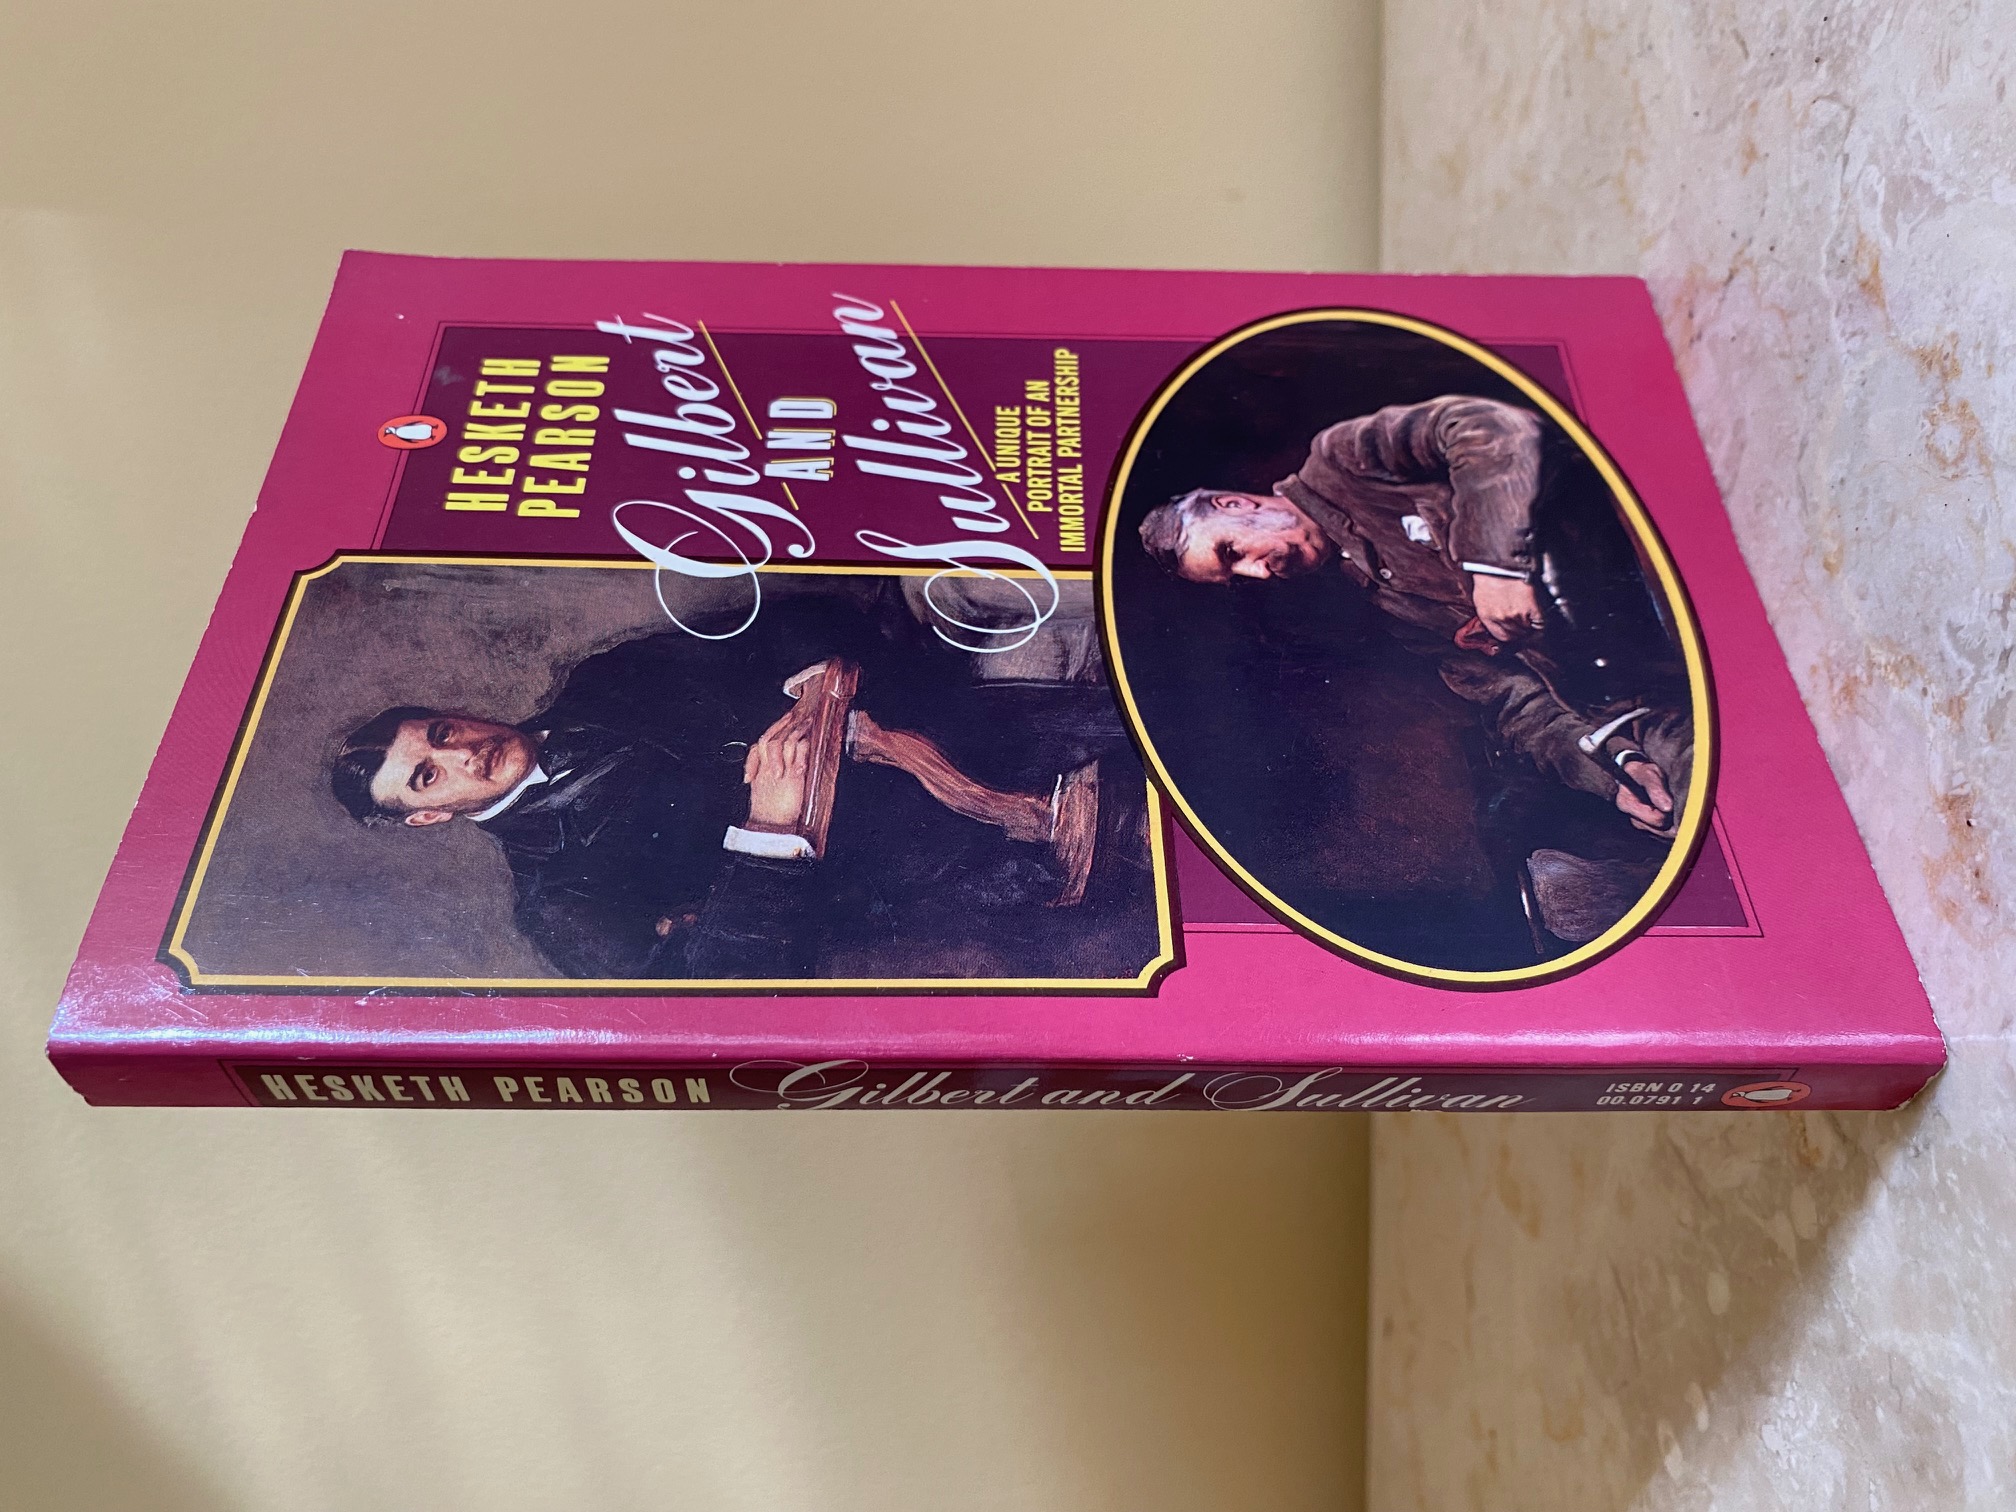 HESKETH
PEARSON
Gilbert
AND
Sullivan
A UNIQUE
PORTRAIT OF AN
IMMORTAL PARTNERSHIP
HESKETH PEARSON Gilbert and Sullivan
ISBN 0 14
00.0791 1